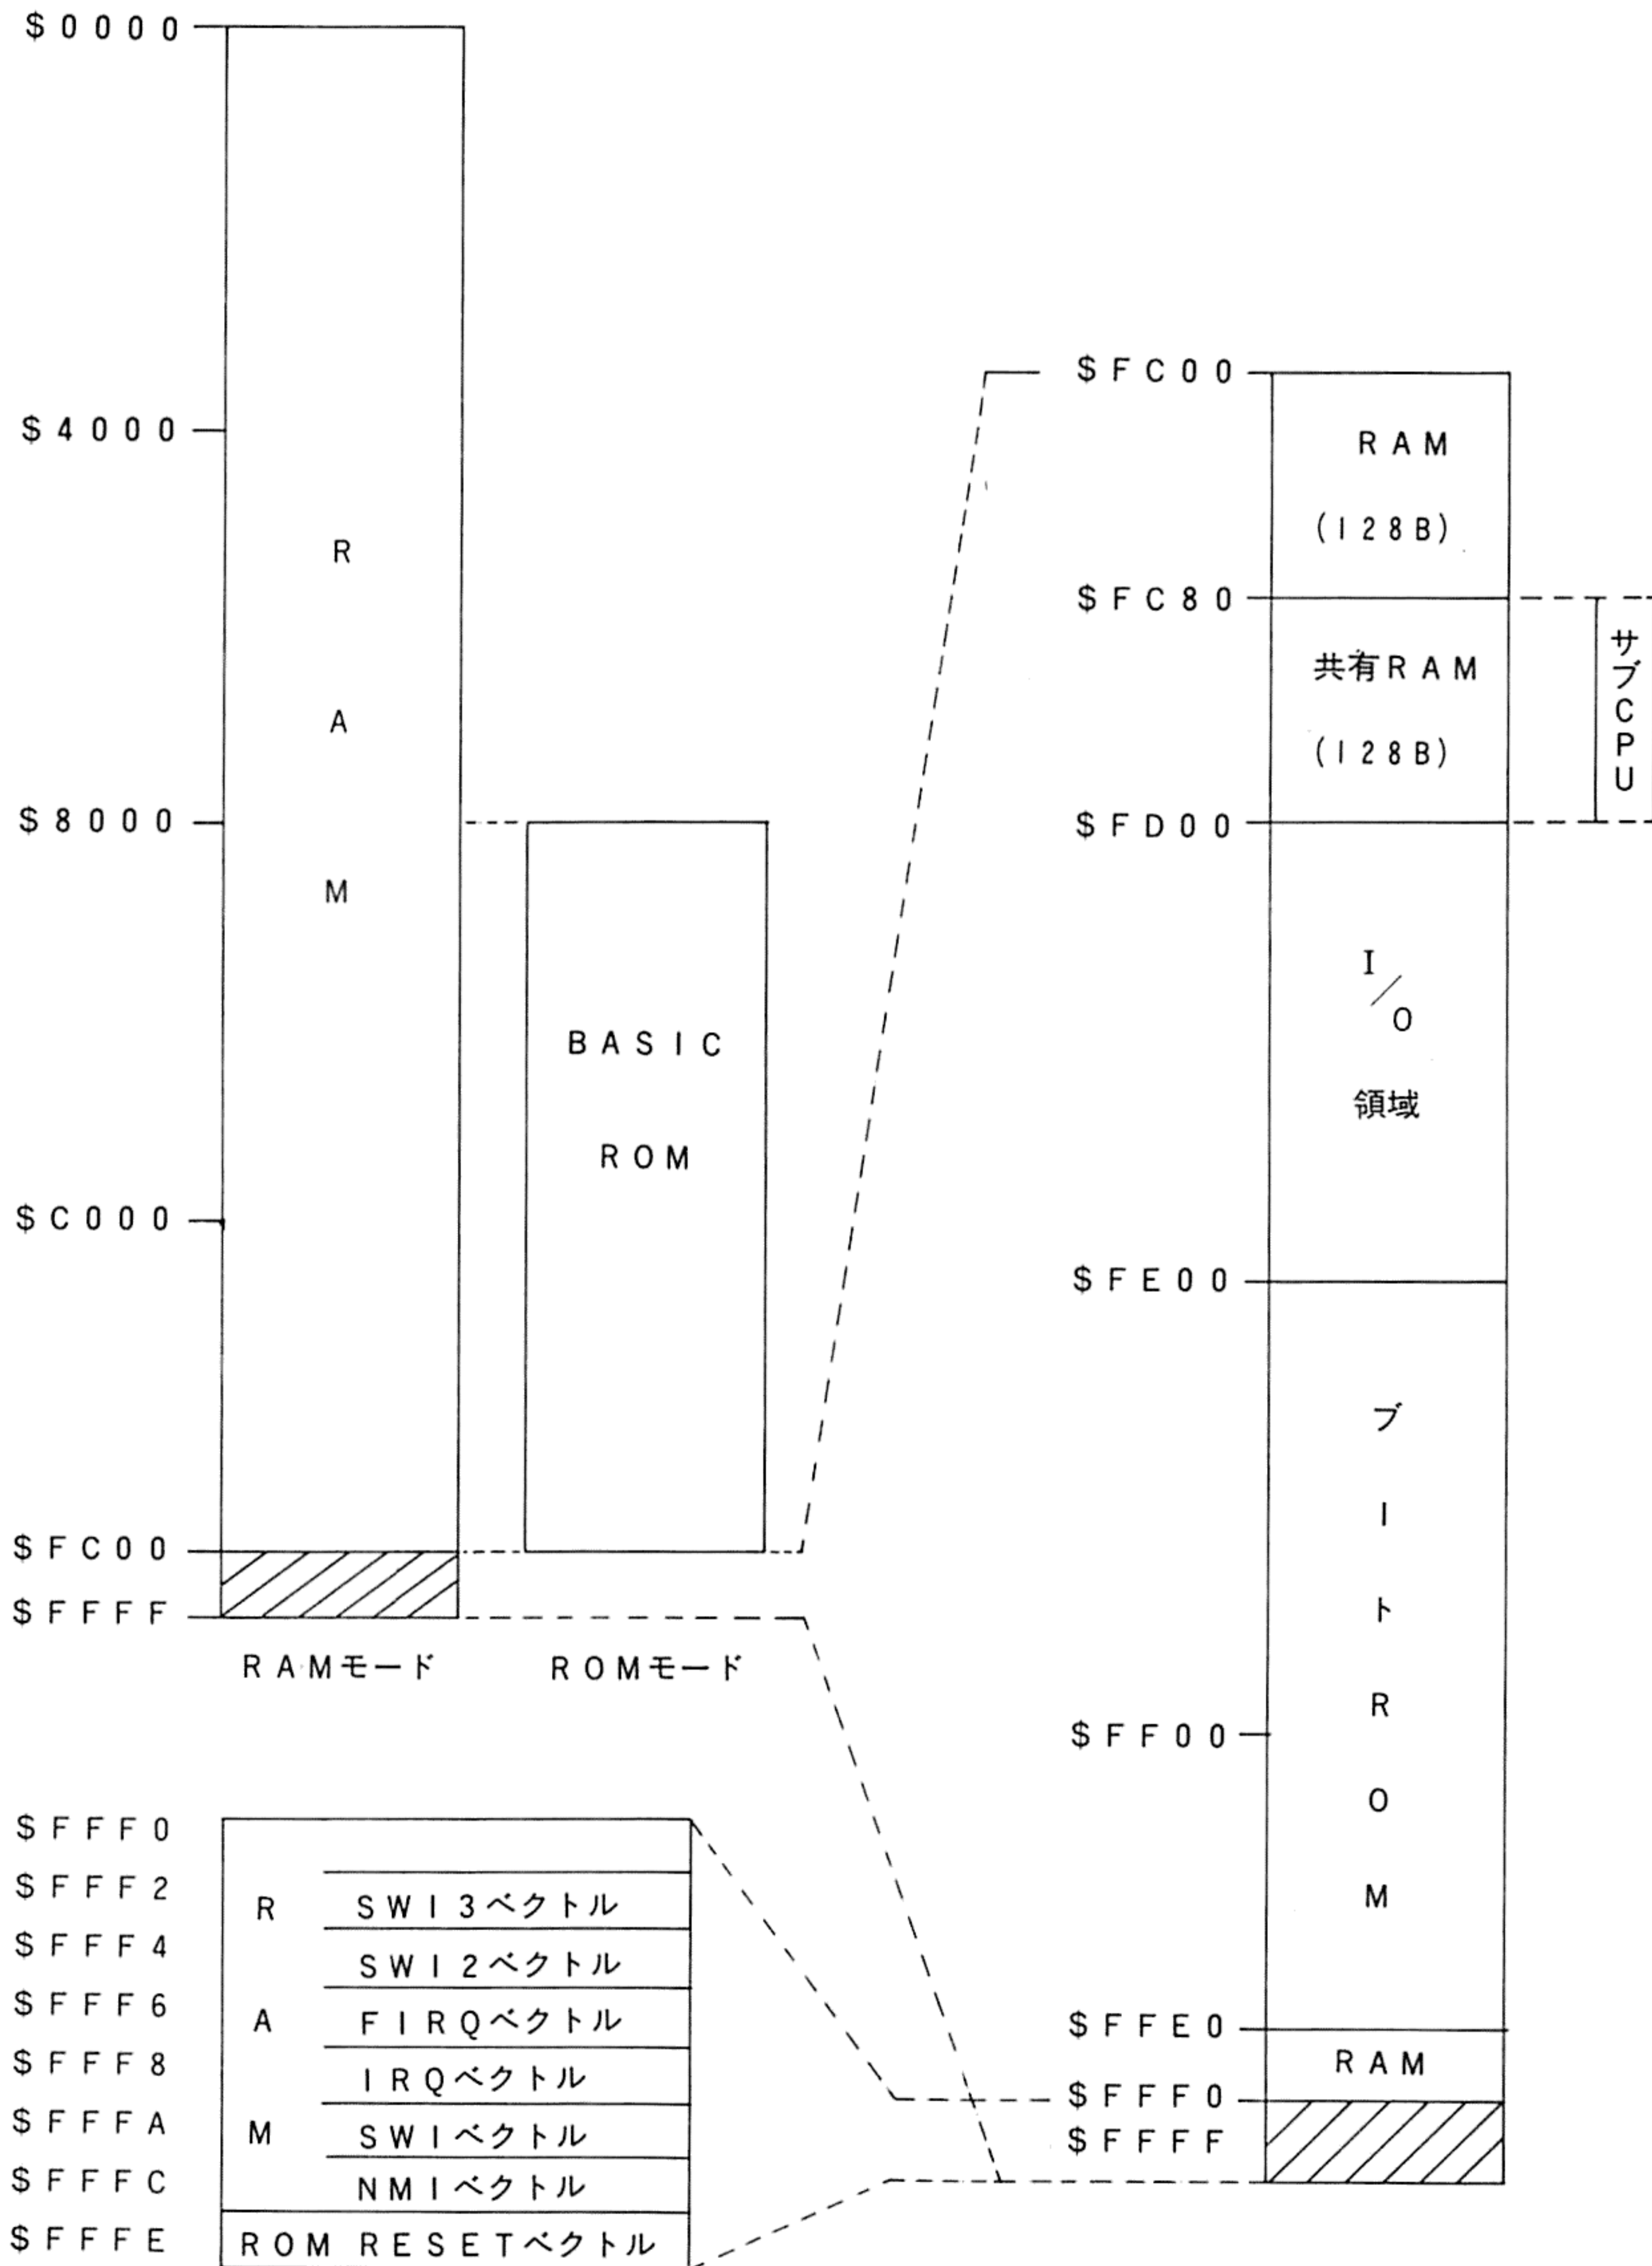 $0000
$4000
R
A
M
$8000
$C000
$FC00
$FFFF
BASIC
ROM
RAMモード
ROMモード
$FC00
RAM
(128B)
$FC80
共有RAM
(128B)
サブCPU
$FD00
I/O
領域
$FE00
ブートROM
$FF00
$FFE0
RAM
$FFF0
$FFFF
$FFF0
$FFF2
SWI3ベクトル
$FFF4
SWI2ベクトル
$FFF6
FIRQベクトル
$FFF8
IRQベクトル
$FFFA
SWIベクトル
$FFFC
NMIベクトル
R
A
M
$FFFE
ROM RESETベクトル